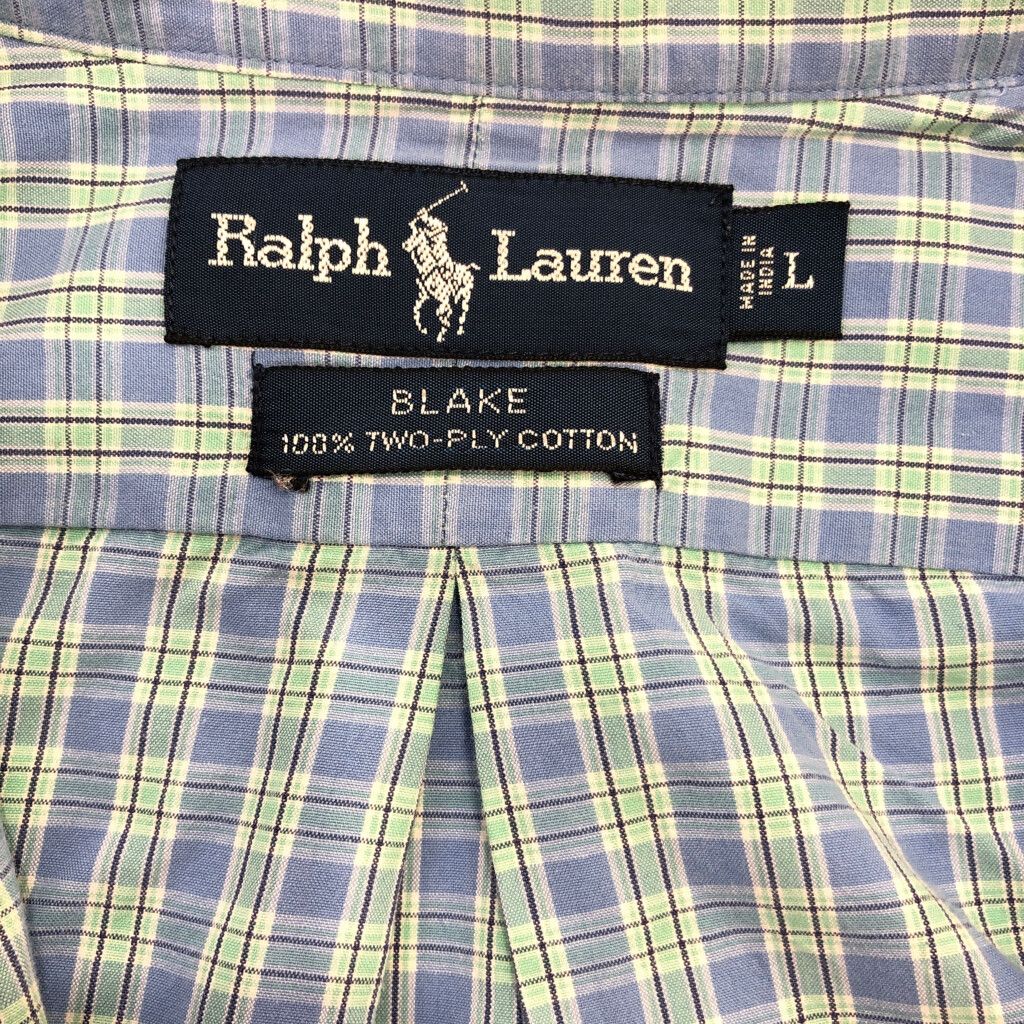 Ralph Lauren
MADE IN
INDIA
L
BLAKE
100% TWO-PLY COTTON